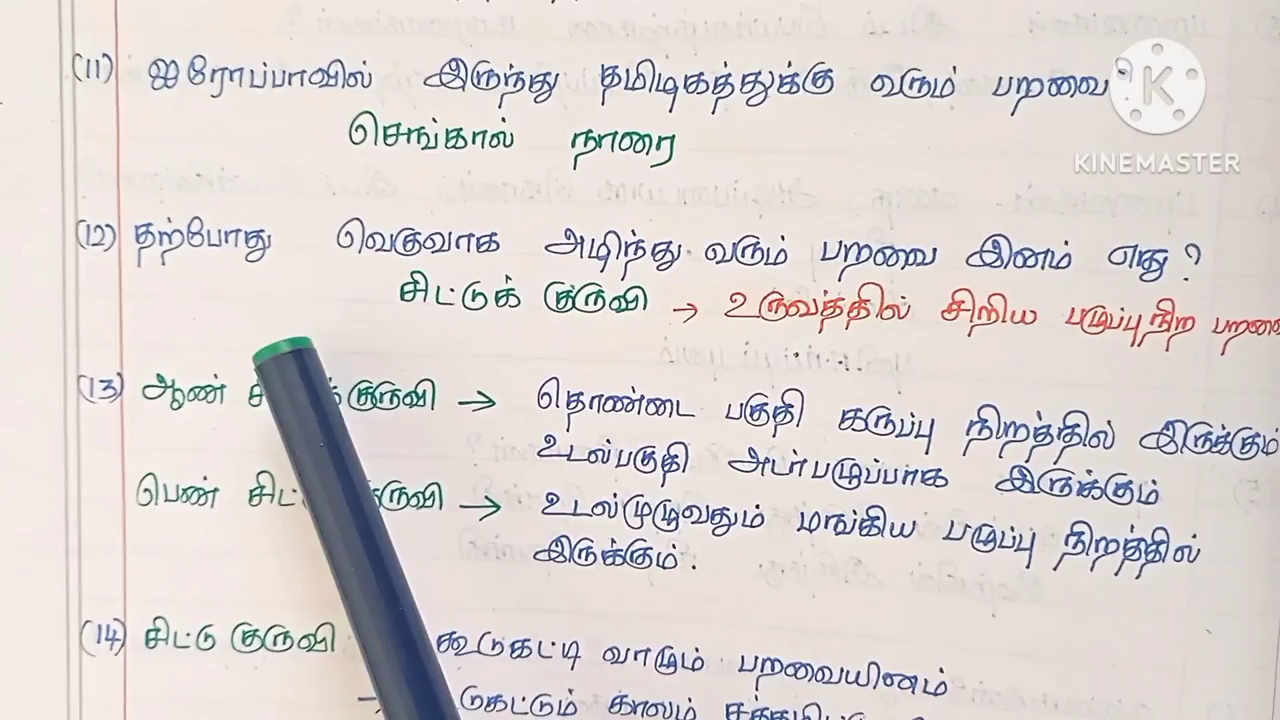 (11) ஐரோப்பாவில் இருந்து தமிழகத்துக்கு வரும் பறவை?
செங்கால் நாரை
KINEMASTER
(12) தற்போது வெகுவாக அழிந்து வரும் பறவை இனம் எது?
சிட்டுக் குருவி → உருவத்தில் சிறிய பழுப்பு நிற பறவை
(13) ஆண் குருவி → தொண்டை பகுதி கருப்பு நிறத்தில் இருக்கும்
உடல்பகுதி அடர்பழுப்பாக இருக்கும்
பெண் குருவி → உடல்முழுவதும் மங்கிய பழுப்பு நிறத்தில்
இருக்கும்.
(14) சிட்டு குருவி கூடுகட்டி வாழும் பறவையினம்
காலம்